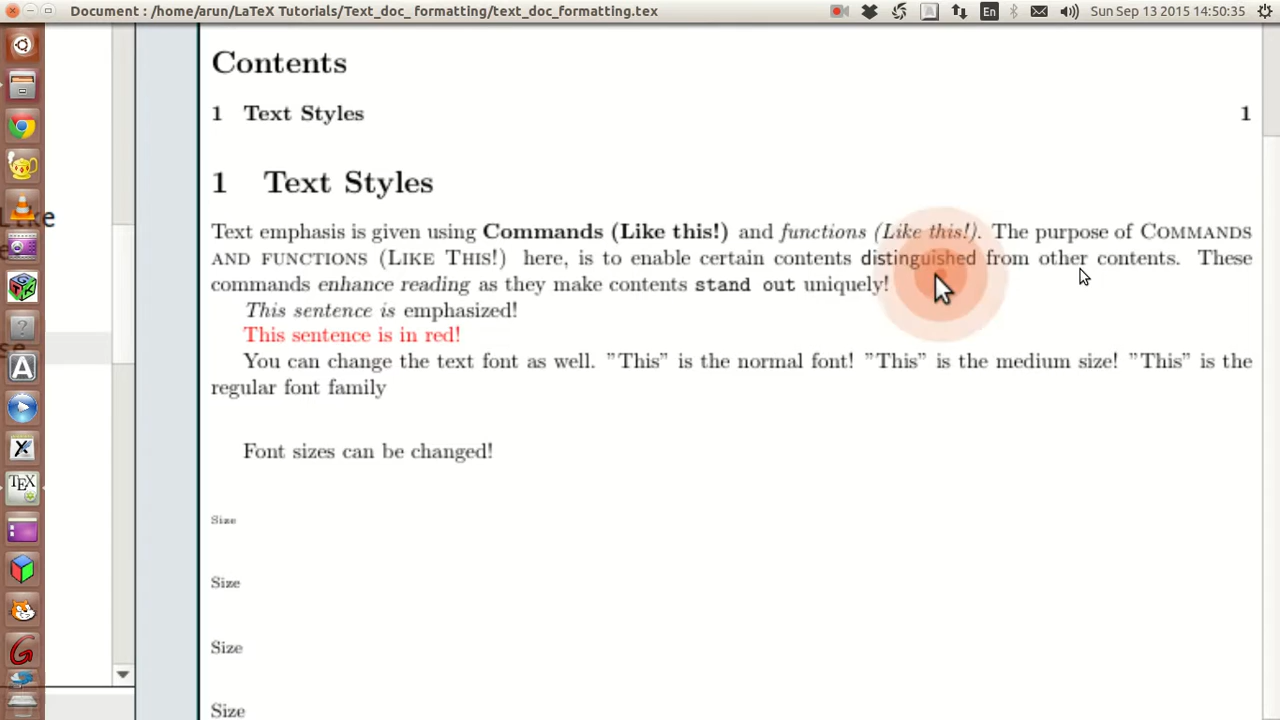 Document : /home/arun/LaTeX Tutorials/Text_doc_ formatting/text_doc_formatting.tex
En
Sun Sep 13 2015 14:50:35
Contents
1 Text Styles 1
1 Text Styles
Like
Text emphasis is given using Commands (Like this!) and functions (Like this!). The purpose of COMMANDS
AND FUNCTIONS (LIKE THIS!) here, is to enable certain contents distinguished from other contents. These
commands enhance reading as they make contents stand out uniquely!
This sentence is emphasized!
This sentence is in red!
You can change the text font as well. "This" is the normal font! "This" is the medium size! "This" is the
regular font family
Font sizes can be changed!
TEX
Size
Size
Size
Size